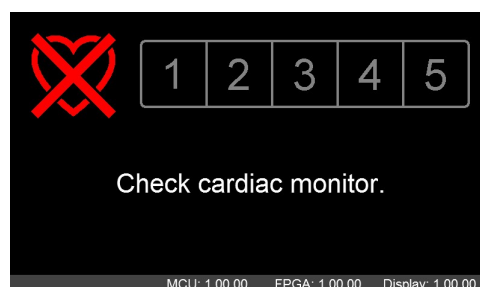 1 2 3 4 5
Check cardiac monitor.
MCU: 1.00.00 FPGA: 1.00.00 Display: 1.00.00